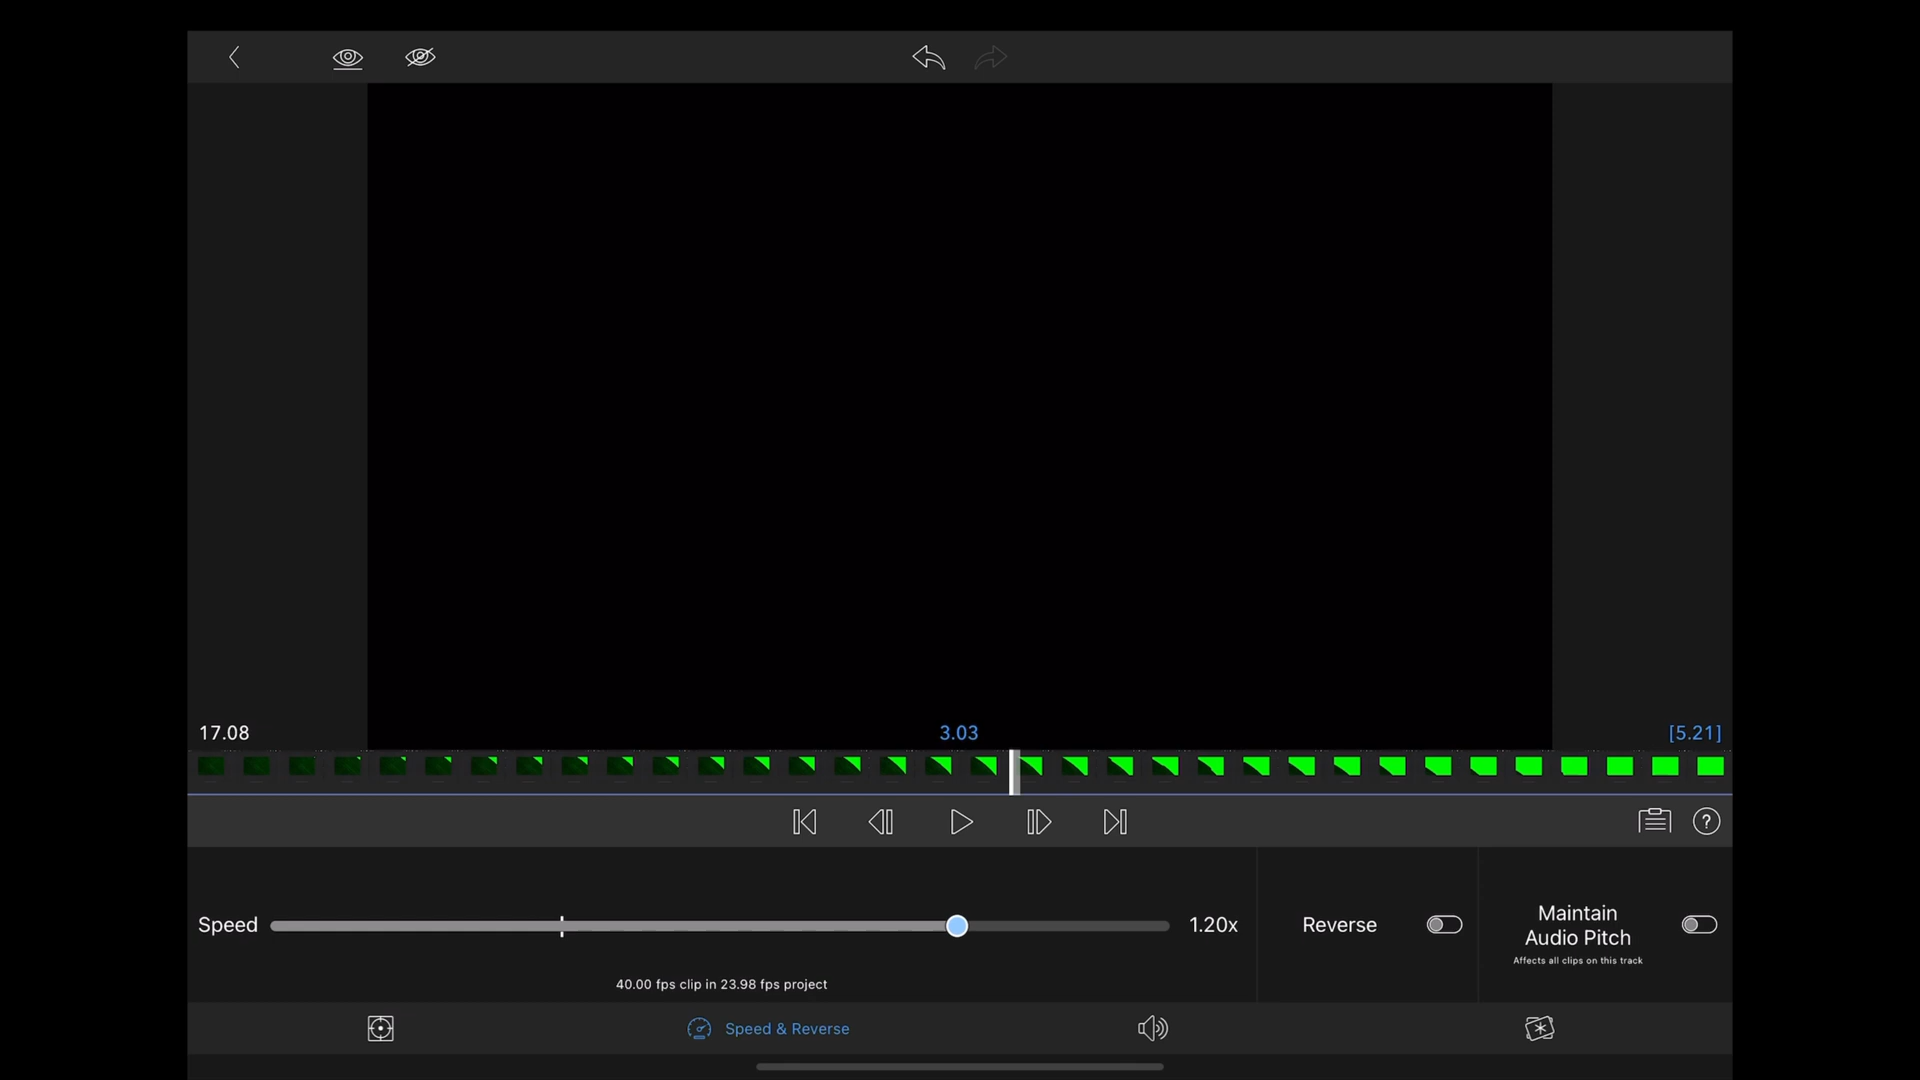 17.08
3.03
[5.21]
Speed
1.20x
40.00 fps clip in 23.98 fps project
Reverse
Maintain
Audio Pitch
Affects all clips on this track
Speed & Reverse